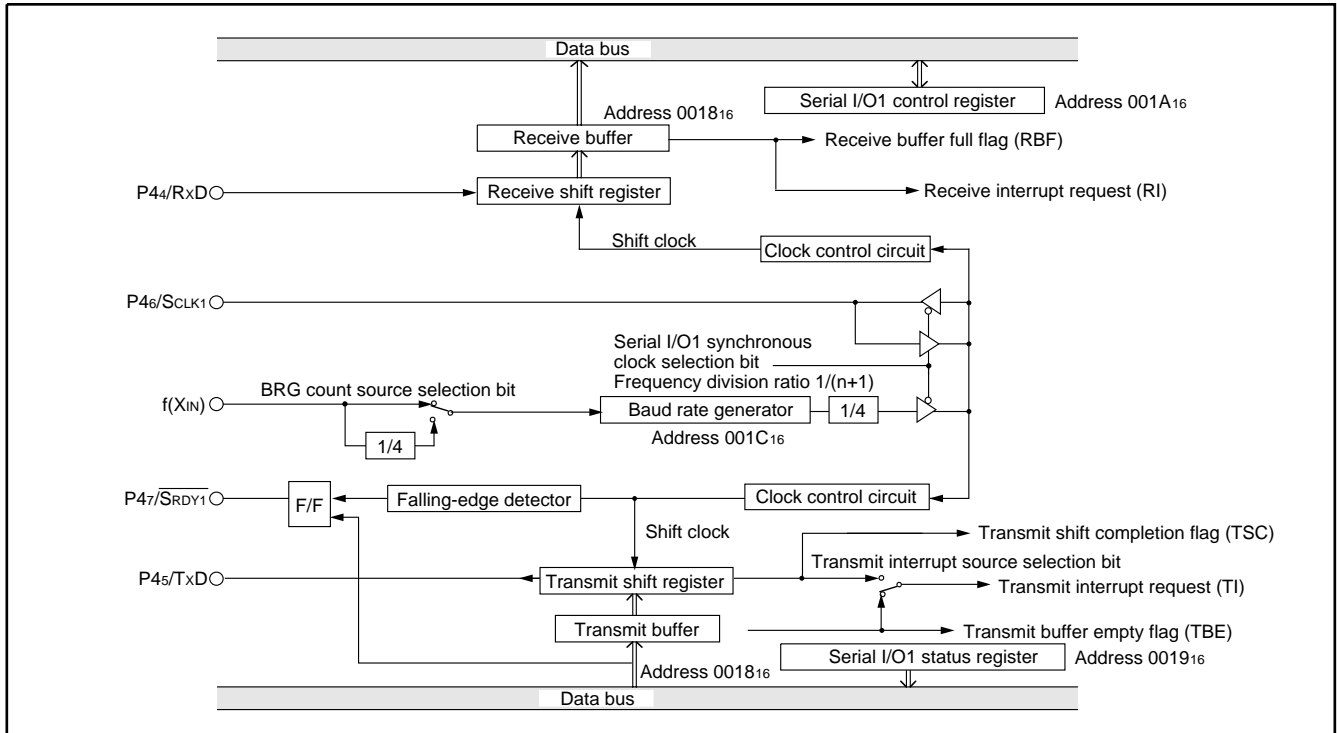 Data bus
Serial I/O1 control register
Address 001A16
Address 001816
Receive buffer
Receive buffer full flag (RBF)
P44/RxD
Receive shift register
Receive interrupt request (RI)
Shift clock
Clock control circuit
P46/SCLK1
Serial I/O1 synchronous
clock selection bit
Frequency division ratio 1/(n+1)
BRG count source selection bit
f(XIN)
Baud rate generator
1/4
Address 001C16
1/4
P47/SRDY1
F/F
Falling-edge detector
Clock control circuit
Shift clock
Transmit shift completion flag (TSC)
Transmit interrupt source selection bit
P45/TxD
Transmit shift register
Transmit interrupt request (TI)
Transmit buffer
Transmit buffer empty flag (TBE)
Serial I/O1 status register
Address 001916
Address 001816
Data bus